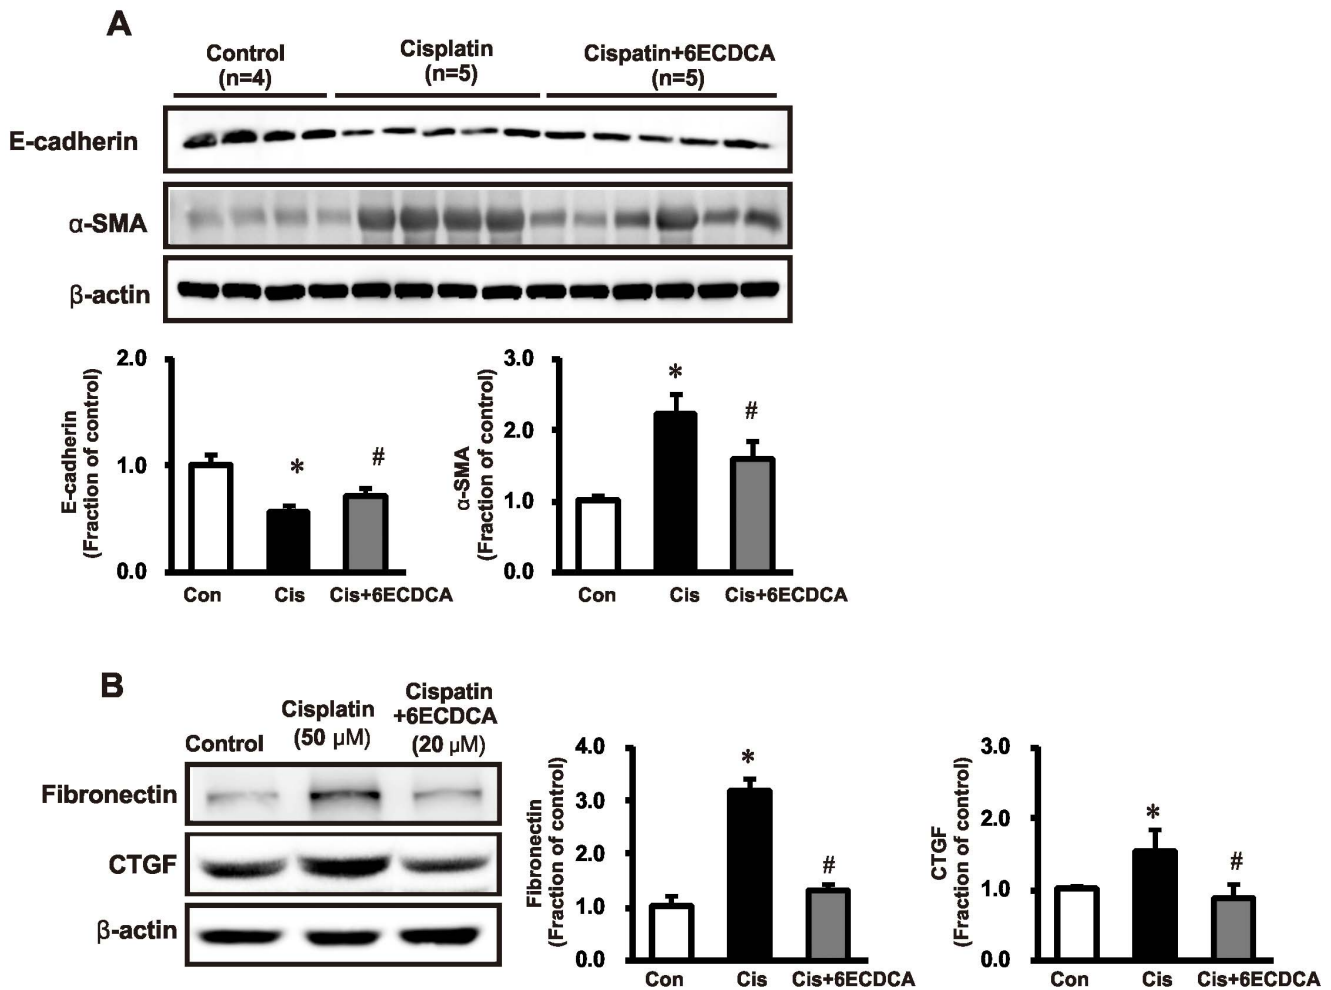 A
Control
(n=4)
Cisplatin
(n=5)
Cispatin+6ECDCA
(n=5)
E-cadherin
α-SMA
β-actin
E-cadherin
(Fraction of control)
2.0
1.0
0.0
*
#
Con Cis Cis+6ECDCA
α-SMA
(Fraction of control)
3.0
2.0
1.0
0.0
*
#
Con Cis Cis+6ECDCA
B
Control
Cisplatin
(50 μM)
Cispatin
+6ECDCA
(20 μM)
Fibronectin
CTGF
β-actin
Fibronectin
(Fraction of control)
4.0
3.0
2.0
1.0
0.0
*
#
Con Cis Cis+6ECDCA
CTGF
(Fraction of control)
3.0
2.0
1.0
0.0
*
#
Con Cis Cis+6ECDCA